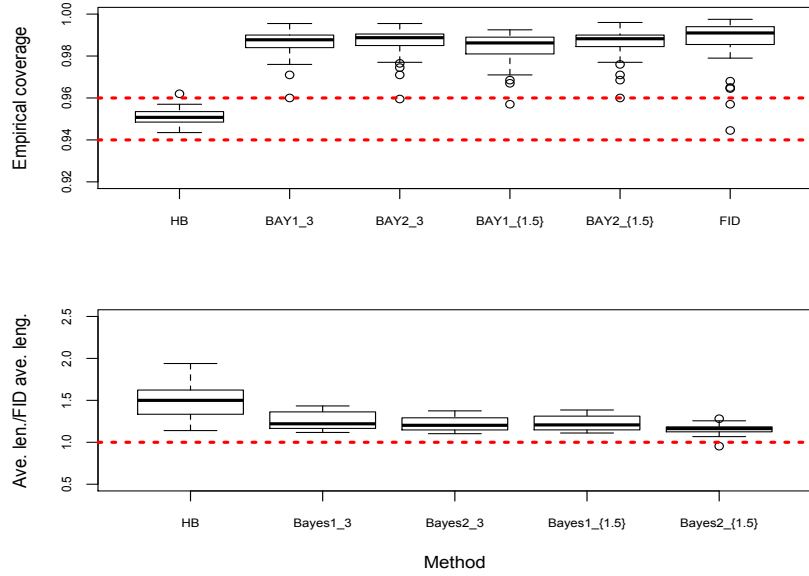 Empirical coverage
1.00
0.98
0.96
0.94
0.92
HB BAY1_3 BAY2_3 BAY1_{1.5} BAY2_{1.5} FID
Ave. len./FID ave. leng.
2.5
2.0
1.5
1.0
0.5
HB Bayes1_3 Bayes2_3 Bayes1_{1.5} Bayes2_{1.5}
Method